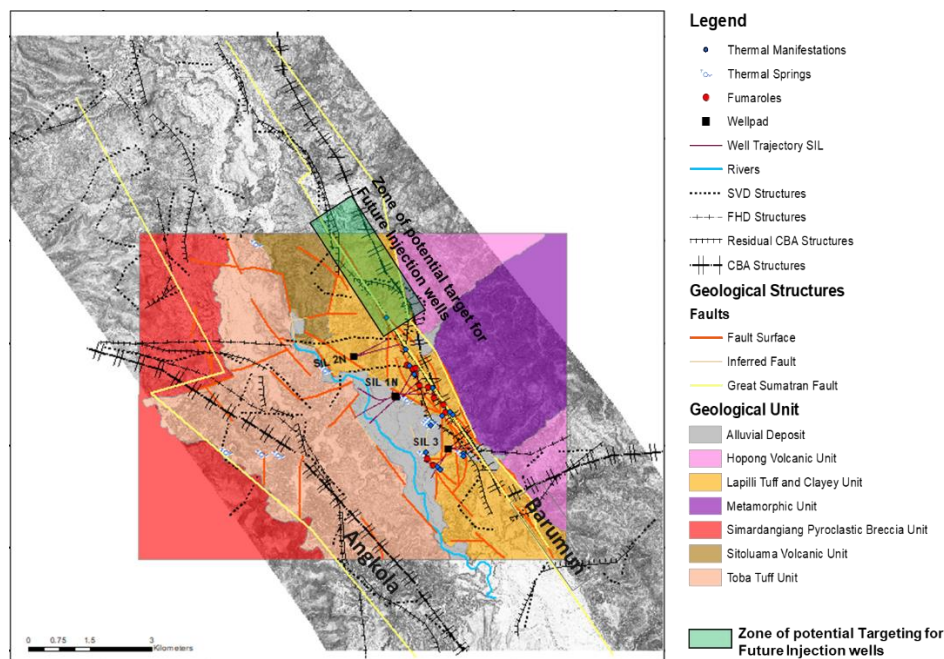 Zone of potential target for
Future Injection wells
SIL 2N
SIL 1N
SIL 3
Angkola
Barumun
0 0.75 1.5 3
Kilometers
Legend
Thermal Manifestations
Thermal Springs
Fumaroles
Wellpad
Well Trajectory SIL
Rivers
SVD Structures
FHD Structures
Residual CBA Structures
CBA Structures
Geological Structures
Faults
Fault Surface
Inferred Fault
Great Sumatran Fault
Geological Unit
Alluvial Deposit
Hopong Volcanic Unit
Lapilli Tuff and Clayey Unit
Metamorphic Unit
Simardangiang Pyroclastic Breccia Unit
Sitoluama Volcanic Unit
Toba Tuff Unit
Zone of potential Targeting for
Future Injection wells